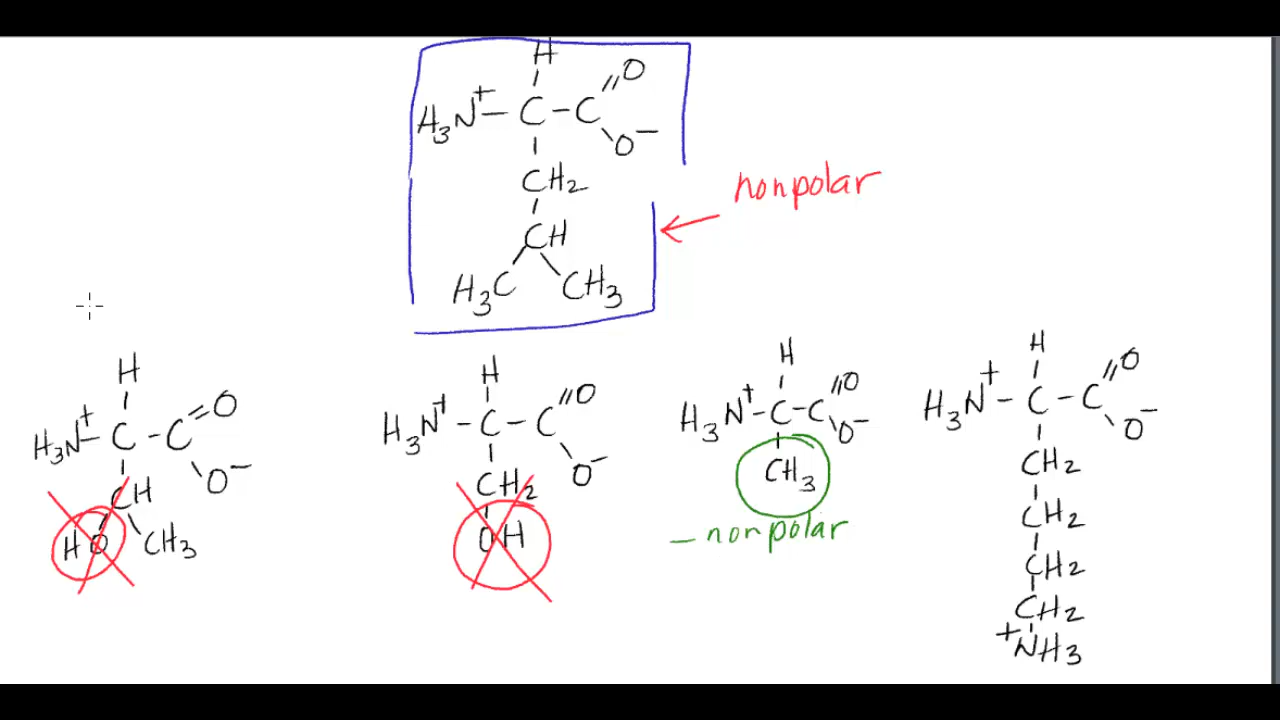 H
H3N+ – C – C =O
O−
CH2
nonpolar
CH
H3C CH3
H
H3N+ – C – C =O
O−
CH
HO CH3
H
H3N+ – C – C =O
O−
CH2
OH
H
H3N+ – C – C =O
O−
CH3
– nonpolar
H
H3N+ – C – C =O
O−
CH2
CH2
CH2
CH2
+NH3